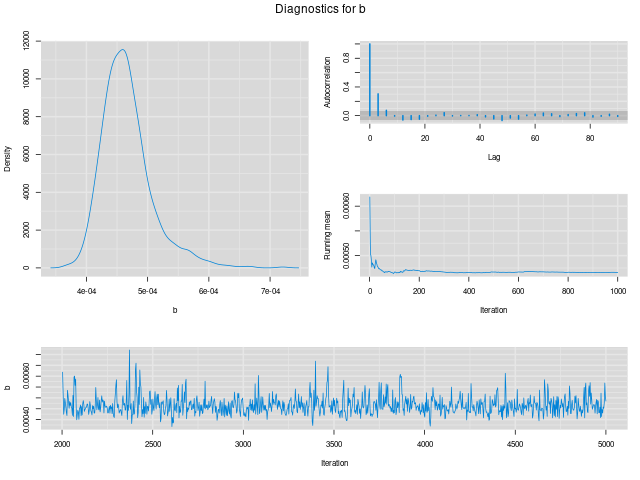 Diagnostics for b
Density
0
2000
4000
6000
8000
10000
12000
4e-04
5e-04
6e-04
7e-04
b
Autocorrelation
0.0
0.4
0.8
0
20
40
60
80
Lag
Running mean
0.00050
0.00060
0
200
400
600
800
1000
Iteration
b
0.00040
0.00060
2000
2500
3000
3500
4000
4500
5000
Iteration